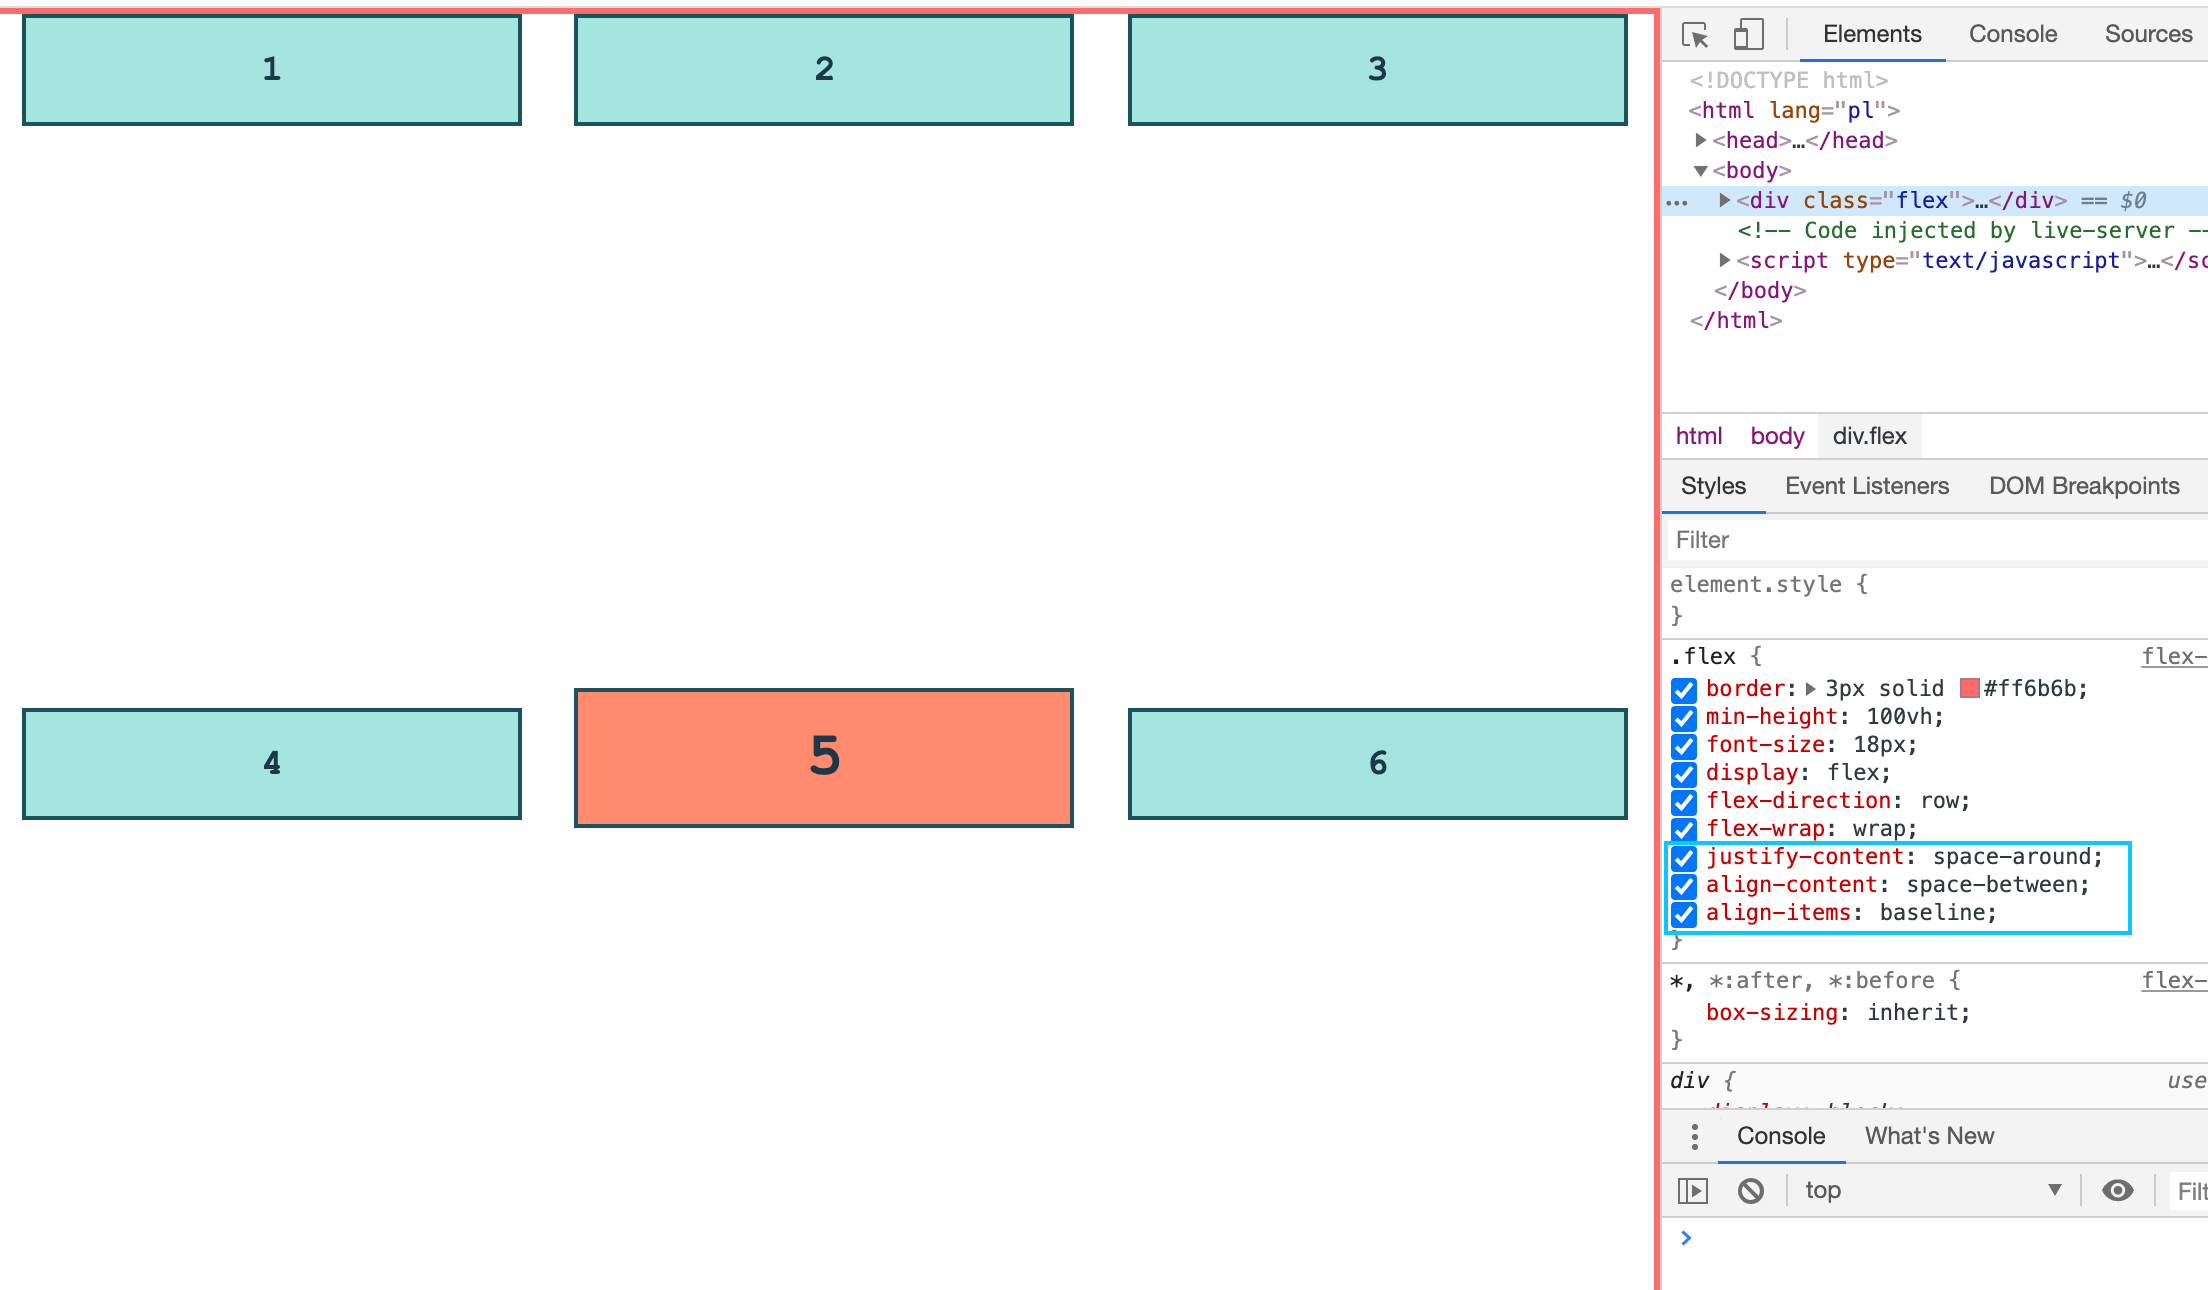 1
2
3
4
5
6
Elements Console Sources
<!DOCTYPE html>
<html lang="pl">
<head>…</head>
<body>
<div class="flex">…</div> == $0
<!-- Code injected by live-server --
<script type="text/javascript">…</sc
</body>
</html>
html body div.flex
Styles Event Listeners DOM Breakpoints
Filter
element.style {
}
.flex { flex-
border: 3px solid #ff6b6b;
min-height: 100vh;
font-size: 18px;
display: flex;
flex-direction: row;
flex-wrap: wrap;
justify-content: space-around;
align-content: space-between;
align-items: baseline;
}
*, *:after, *:before { flex-
box-sizing: inherit;
}
div { use
display: block;
Console What's New
top Filt